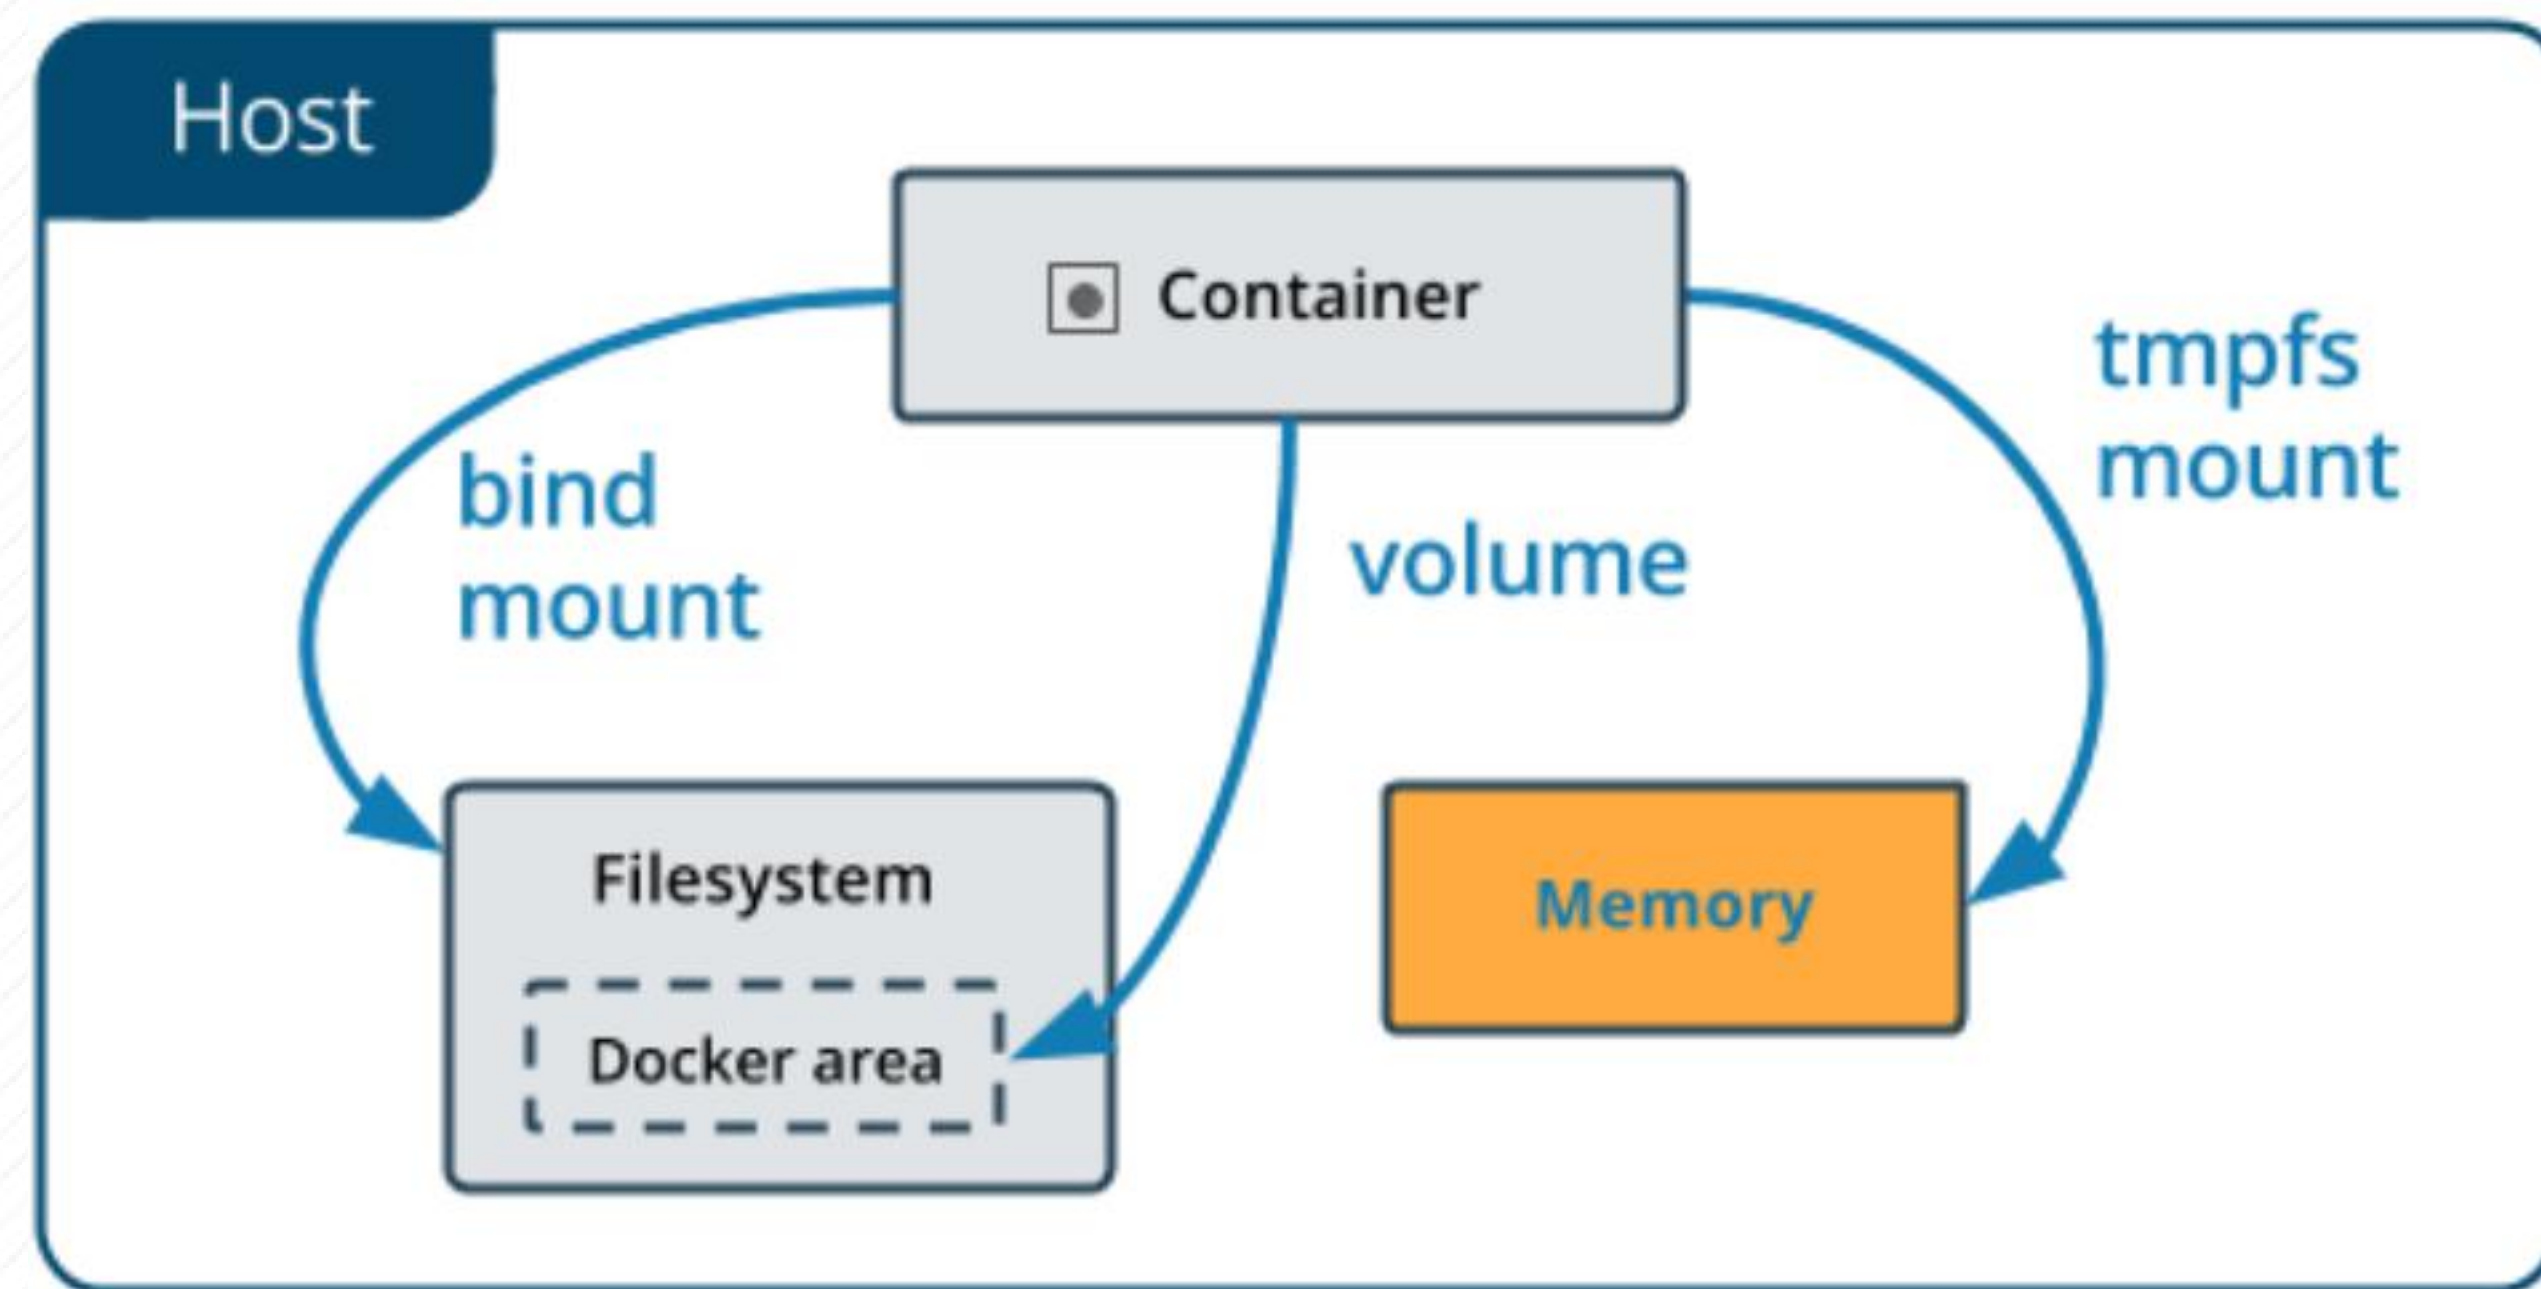 Host
Container
bind
mount
volume
tmpfs
mount
Filesystem
Docker area
Memory